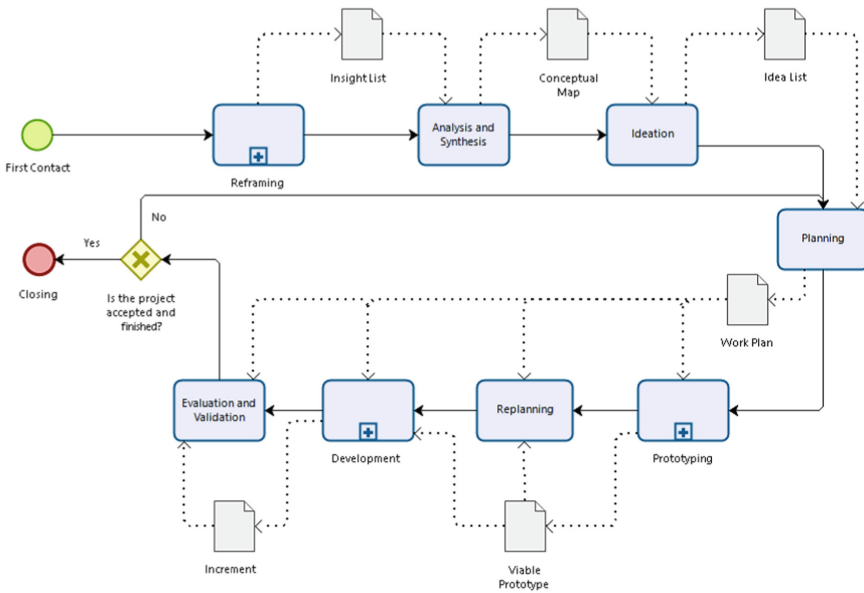 Insight List
Conceptual
Map
Idea List
First Contact
Reframing
Analysis and
Synthesis
Ideation
No
Yes
Closing
Is the project
accepted and
finished?
Planning
Work Plan
Evaluation and
Validation
Development
Replanning
Prototyping
Increment
Viable
Prototype